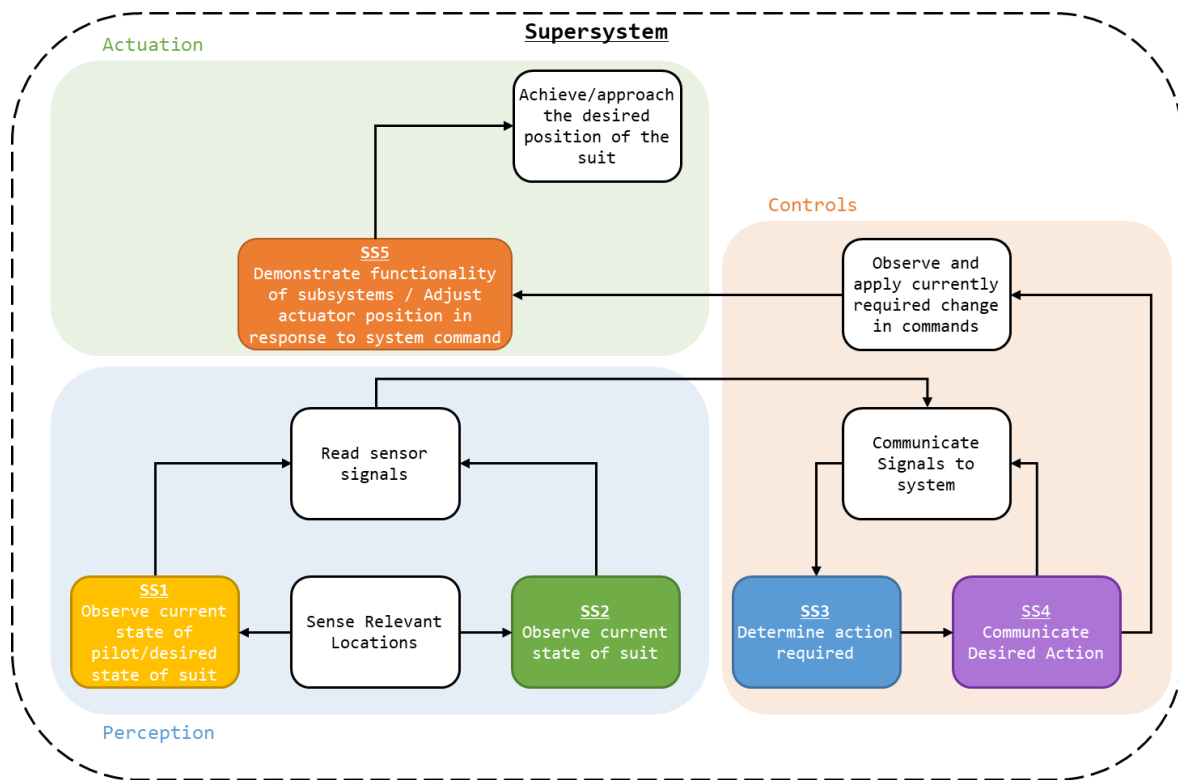 Supersystem
Actuation
Achieve/approach
the desired
position of the
suit
SS5
Demonstrate functionality
of subsystems / Adjust
actuator position in
response to system command
Controls
Observe and
apply currently
required change
in commands
Read sensor
signals
Communicate
Signals to
system
SS1
Observe current
state of
pilot/desired
state of suit
Sense Relevant
Locations
SS2
Observe current
state of suit
SS3
Determine action
required
SS4
Communicate
Desired Action
Perception